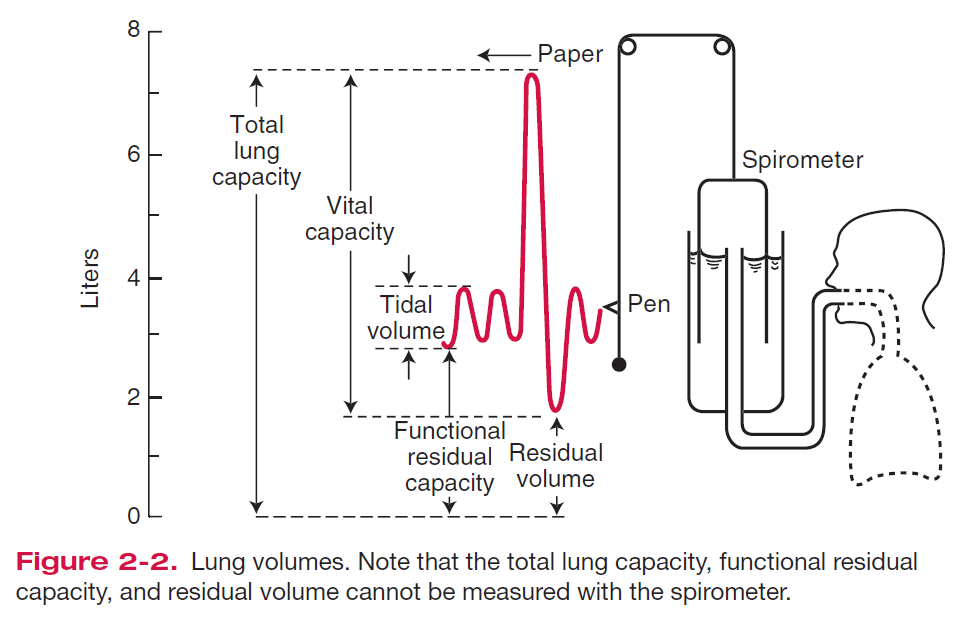 8
6
4
2
0
Liters
Paper
Total
lung
capacity
Vital
capacity
Tidal
volume
Functional
residual
capacity
Residual
volume
Pen
Spirometer
Figure 2-2. Lung volumes. Note that the total lung capacity, functional residual
capacity, and residual volume cannot be measured with the spirometer.